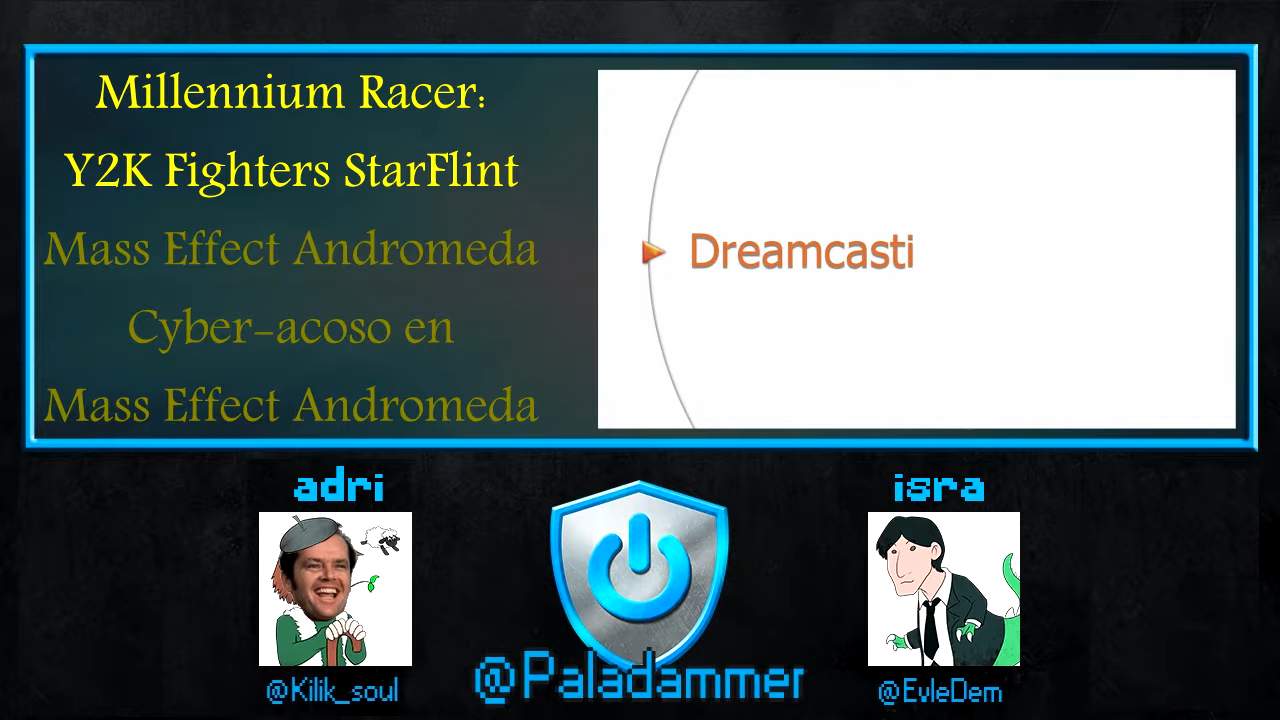 Millennium Racer:
Y2K Fighters StarFlint
Mass Effect Andromeda
Cyber-acoso en
Mass Effect Andromeda
Dreamcasti
adri
isra
@Kilik_soul
@Paladammer
@EvleDem